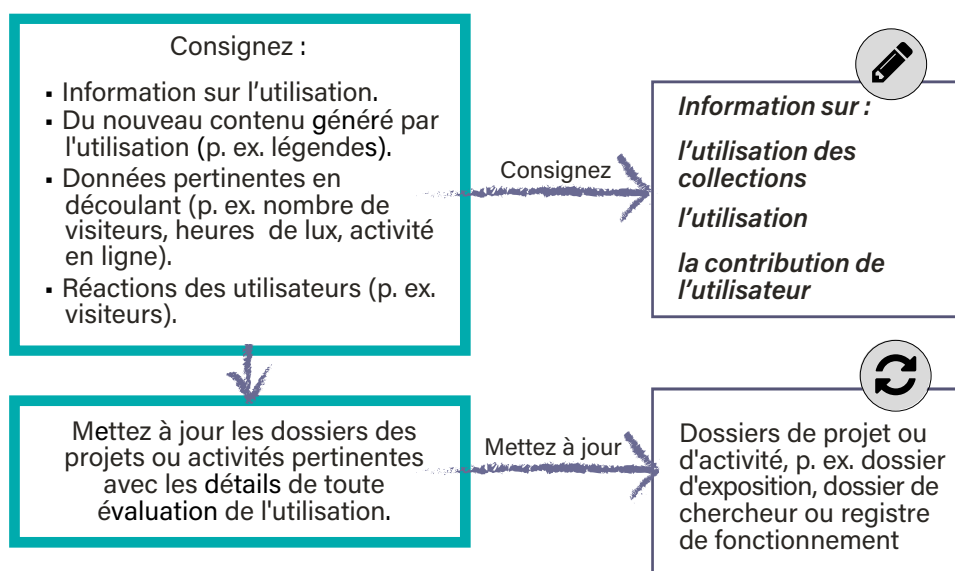 Consignez :
▪ Information sur l’utilisation.
▪ Du nouveau contenu généré par
l'utilisation (p. ex. légendes).
▪ Données pertinentes en
découlant (p. ex. nombre de
visiteurs, heures de lux, activité
en ligne).
▪ Réactions des utilisateurs (p. ex.
visiteurs).
Consignez
Information sur :
l’utilisation des
collections
l’utilisation
la contribution de
l’utilisateur
Mettez à jour les dossiers des
projets ou activités pertinentes
avec les détails de toute
évaluation de l'utilisation.
Mettez à jour
Dossiers de projet ou
d'activité, p. ex. dossier
d'exposition, dossier de
chercheur ou registre
de fonctionnement